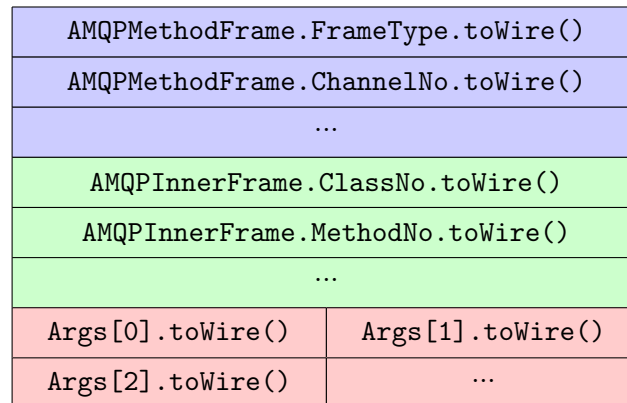 AMQPMethodFrame.FrameType.toWire()
AMQPMethodFrame.ChannelNo.toWire()
...
AMQPInnerFrame.ClassNo.toWire()
AMQPInnerFrame.MethodNo.toWire()
...
Args[0].toWire() Args[1].toWire()
Args[2].toWire() ...